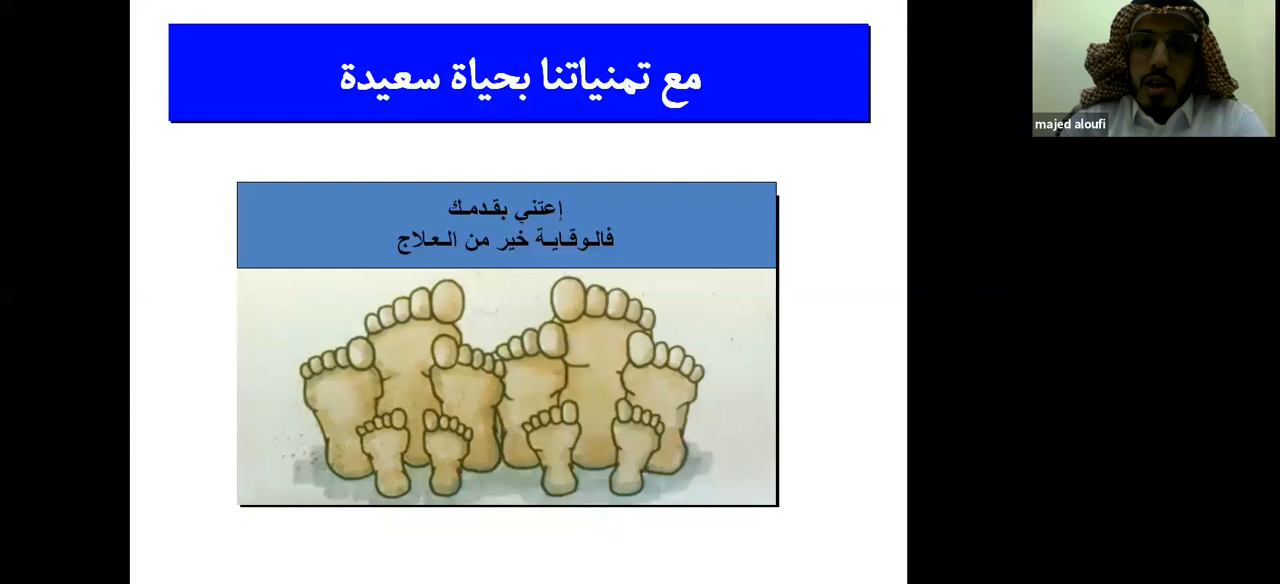 مع تمنياتنا بحياة سعيدة
إعتني بقدمك
فالوقاية خير من العلاج
majed aloufi